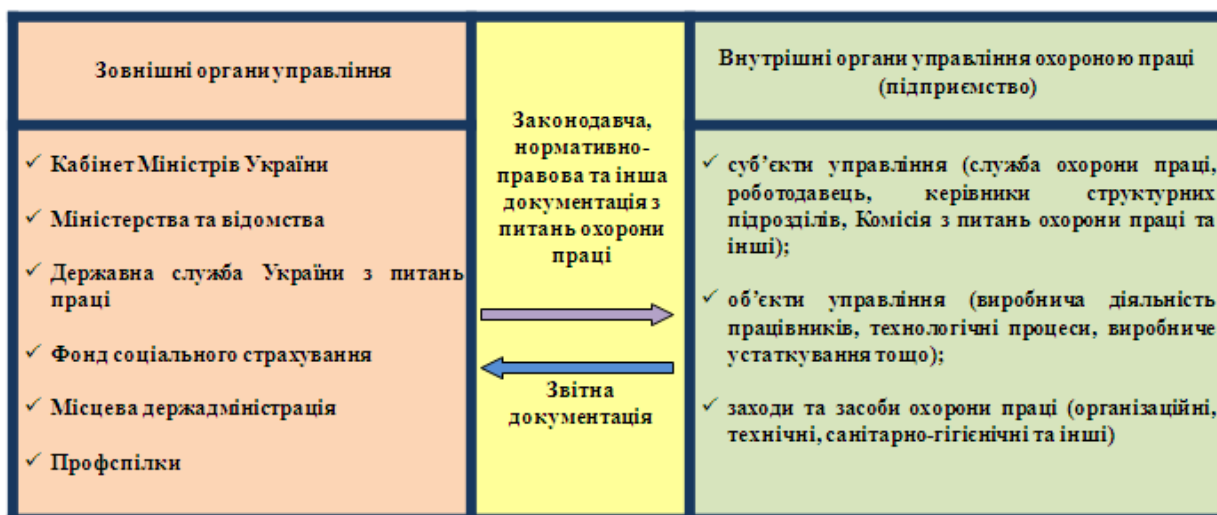 Зовнішні органи управління
✓ Кабінет Міністрів України
✓ Міністерства та відомства
✓ Державна служба України з питань
праці
✓ Фонд соціального страхування
✓ Місцева держадміністрація
✓ Профспілки
Законодавча,
нормативно-
правова та інша
документація з
питань охорони
праці
Звітна
документація
Внутрішні органи управління охороною праці
(підприємство)
✓ суб’єкти управління (служба охорони праці,
роботодавець, керівники структурних
підрозділів, Комісія з питань охорони праці та
інші);
✓ об’єкти управління (виробнича діяльність
працівників, технологічні процеси, виробниче
устаткування тощо);
✓ заходи та засоби охорони праці (організаційні,
технічні, санітарно-гігієнічні та інші)